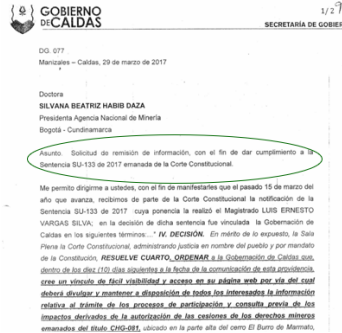 GOBIERNO
DE CALDAS
1/2
SECRETARÍA DE GOBIER
DG. 077
Manizales – Caldas, 29 de marzo de 2017
Doctora
SILVANA BEATRIZ HABIB DAZA
Presidenta Agencia Nacional de Minería
Bogotá - Cundinamarca
Asunto. Solicitud de remisión de información, con el fin de dar cumplimiento a la
Sentencia SU-133 de 2017 emanada de la Corte Constitucional.
Me permito dirigirme a ustedes, con el fin de manifestarles que el pasado 15 de marzo del
año que avanza, recibimos de parte de la Corte Constitucional la notificación de la
Sentencia SU-133 de 2017 cuya ponencia la realizó el Magistrado LUIS ERNESTO
VARGAS SILVA; en la decisión de dicha sentencia fue vinculada la Gobernación de
Caldas en los siguientes términos…" IV. DECISIÓN. En mérito de lo expuesto, la Sala
Plena la Corte Constitucional, administrando justicia en nombre del pueblo y por mandato
de la Constitución, RESUELVE CUARTO. ORDENAR a la Gobernación de Caldas que,
dentro de los diez (10) días siguientes a la fecha de la comunicación de esta providencia,
cree un vínculo de fácil visibilidad y acceso en su página web por vía del cual
deberá divulgar y mantener a disposición de todos los interesados la información
relativa al trámite de los procesos de participación y consulta previa de los
impactos derivados de la autorización de las cesiones de los derechos mineros
emanados del título CHG-081, ubicado en la parte alta del cerro El Burro de Marmato,